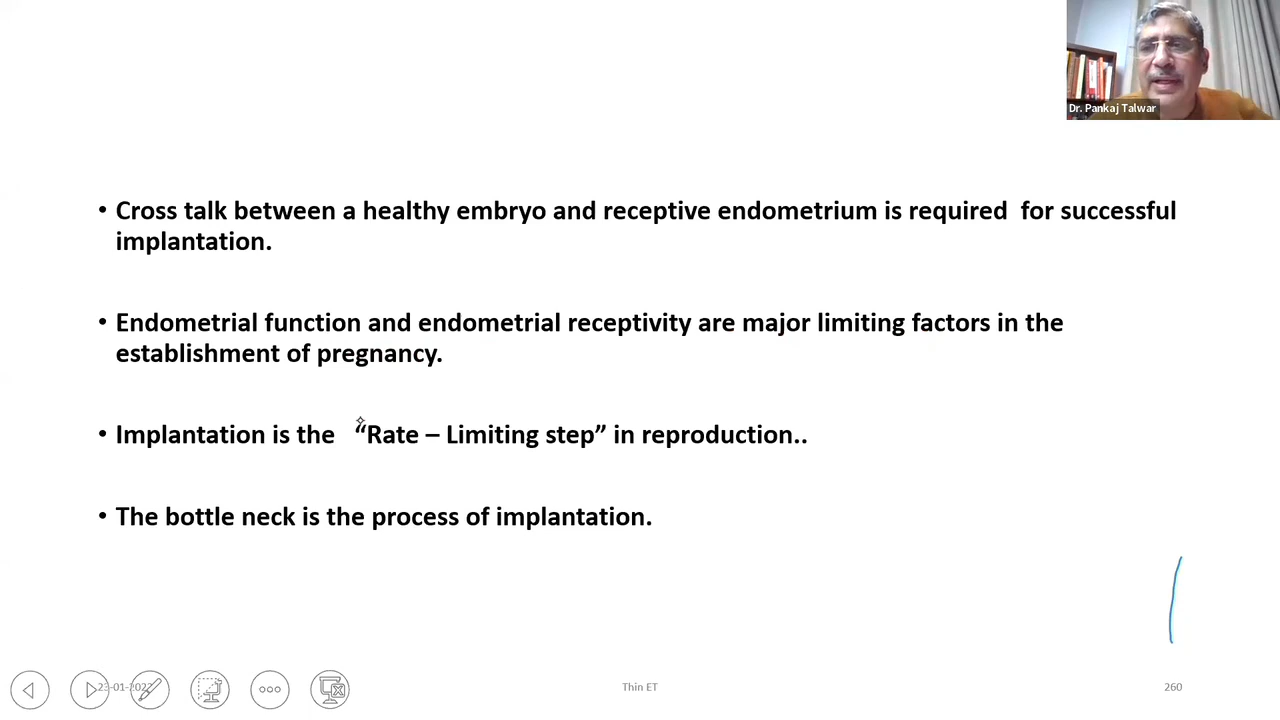 Dr. Pankaj Talwar
• Cross talk between a healthy embryo and receptive endometrium is required  for successful
implantation.
• Endometrial function and endometrial receptivity are major limiting factors in the
establishment of pregnancy.
• Implantation is the   “Rate – Limiting step” in reproduction..
• The bottle neck is the process of implantation.
Thin ET
260